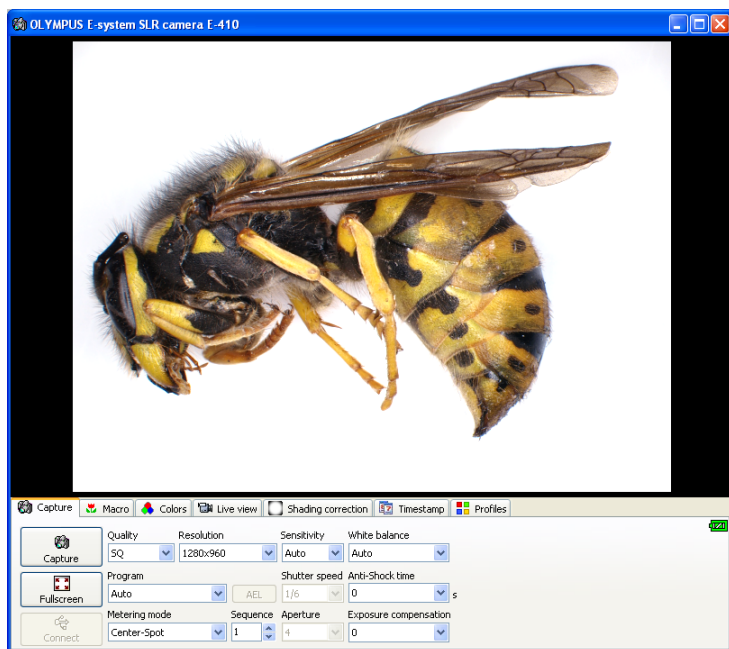 OLYMPUS E-system SLR camera E-410
Capture Macro Colors Live view Shading correction Timestamp Profiles
Quality Resolution Sensitivity White balance
Capture SQ 1280x960 Auto Auto
Program Shutter speed Anti-Shock time
Fullscreen Auto AEL 1/6 0 s
Metering mode Sequence Aperture Exposure compensation
Connect Center-Spot 1 4 0